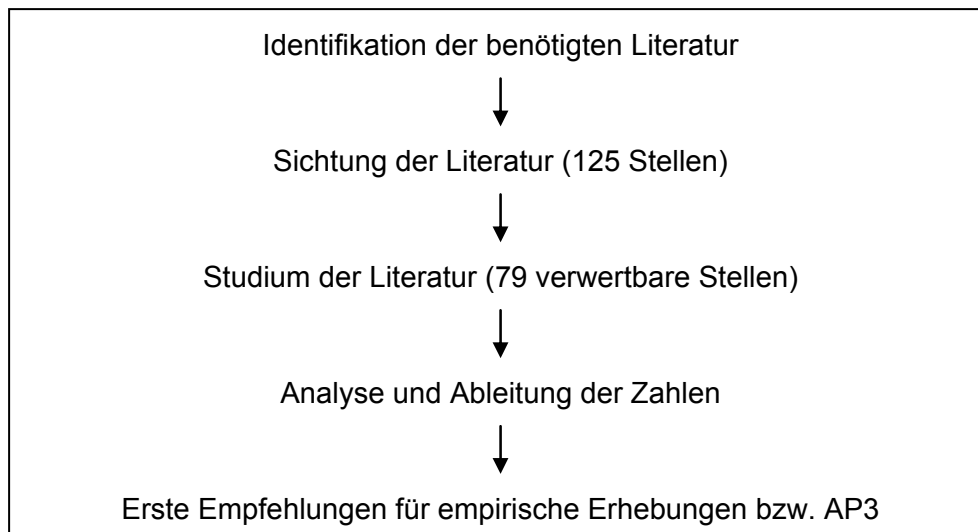 Identifikation der benötigten Literatur
Sichtung der Literatur (125 Stellen)
Studium der Literatur (79 verwertbare Stellen)
Analyse und Ableitung der Zahlen
Erste Empfehlungen für empirische Erhebungen bzw. AP3